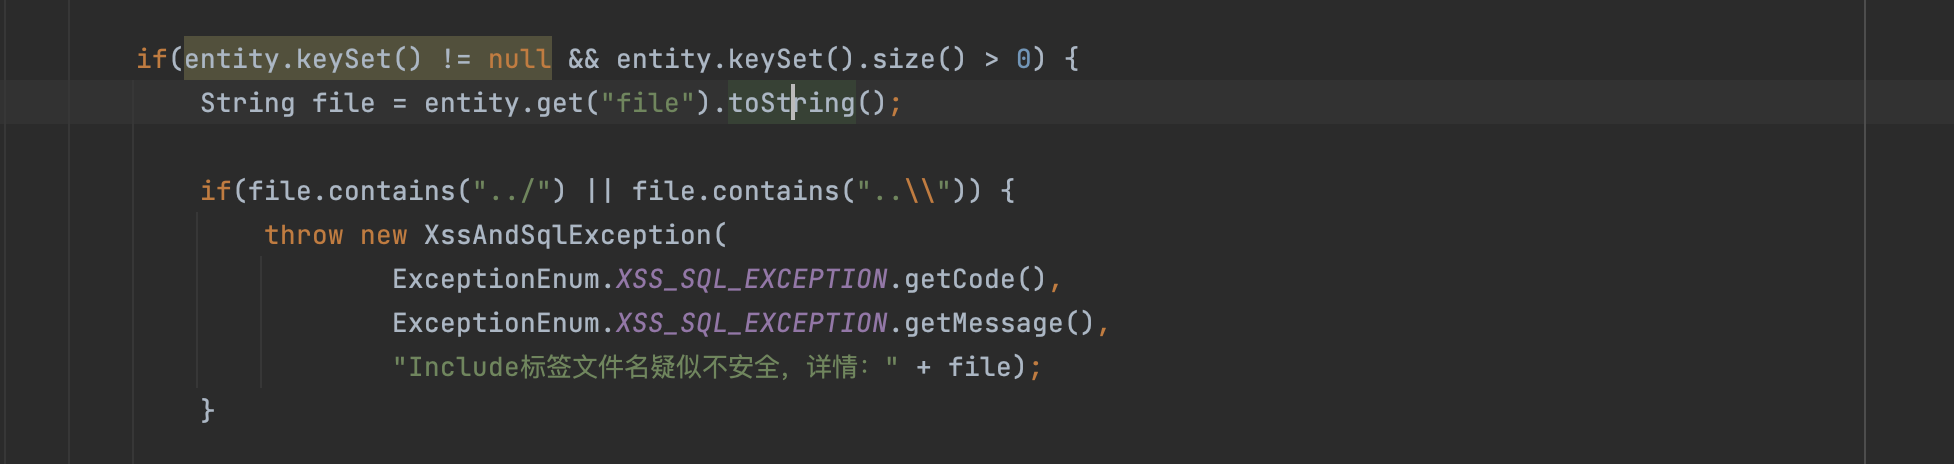 if(entity.keySet() != null && entity.keySet().size() > 0) {
String file = entity.get("file").toString();
if(file.contains("../") || file.contains("..\\")) {
throw new XssAndSqlException(
ExceptionEnum.XSS_SQL_EXCEPTION.getCode(),
ExceptionEnum.XSS_SQL_EXCEPTION.getMessage(),
"Include标签文件名疑似不安全，详情：" + file);
}